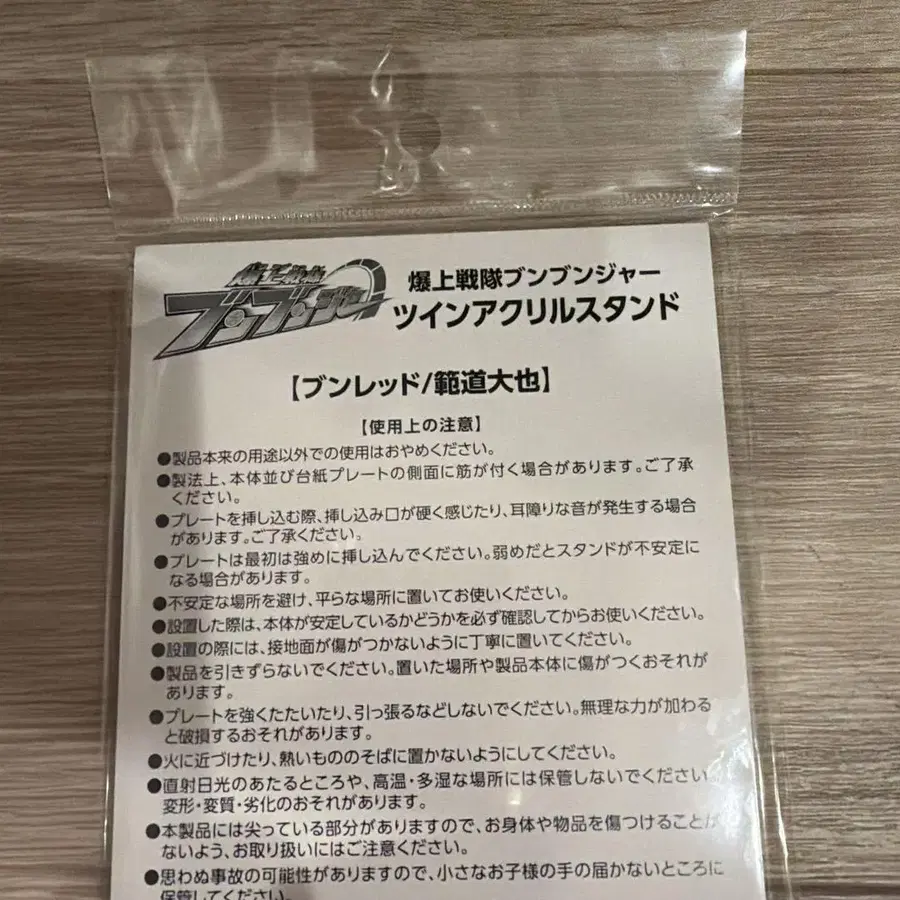 爆上戦隊
ブンブンジャー
爆上戦隊ブンブンジャー
ツインアクリルスタンド
【ブンレッド/範道大也】
【使用上の注意】
●製品本来の用途以外での使用はおやめください。
●製法上、本体並び台紙プレートの側面に筋が付く場合があります。ご了承
ください。
●プレートを挿し込む際、挿し込み口が硬く感じたり、耳障りな音が発生する場合
があります。ご了承ください。
●プレートは最初は強めに挿し込んでください。弱めだとスタンドが不安定に
なる場合があります。
●不安定な場所を避け、平らな場所に置いてお使いください。
●設置した際は、本体が安定しているかどうかを必ず確認してからお使いください。
●設置の際には、接地面が傷がつかないように丁寧に置いてください。
●製品を引きずらないでください。置いた場所や製品本体に傷がつくおそれが
あります。
●プレートを強くたたいたり、引っ張るなどしないでください。無理な力が加わる
と破損するおそれがあります。
●火に近づけたり、熱いもののそばに置かないようにしてください。
●直射日光のあたるところや、高温・多湿な場所には保管しないでください。
変形・変質・劣化のおそれがあります。
●本製品には尖っている部分がありますので、お身体や物品を傷つけることが
ないよう、お取り扱いにはご注意ください。
●思わぬ事故の可能性がありますので、小さなお子様の手の届かないところに
保管してください。